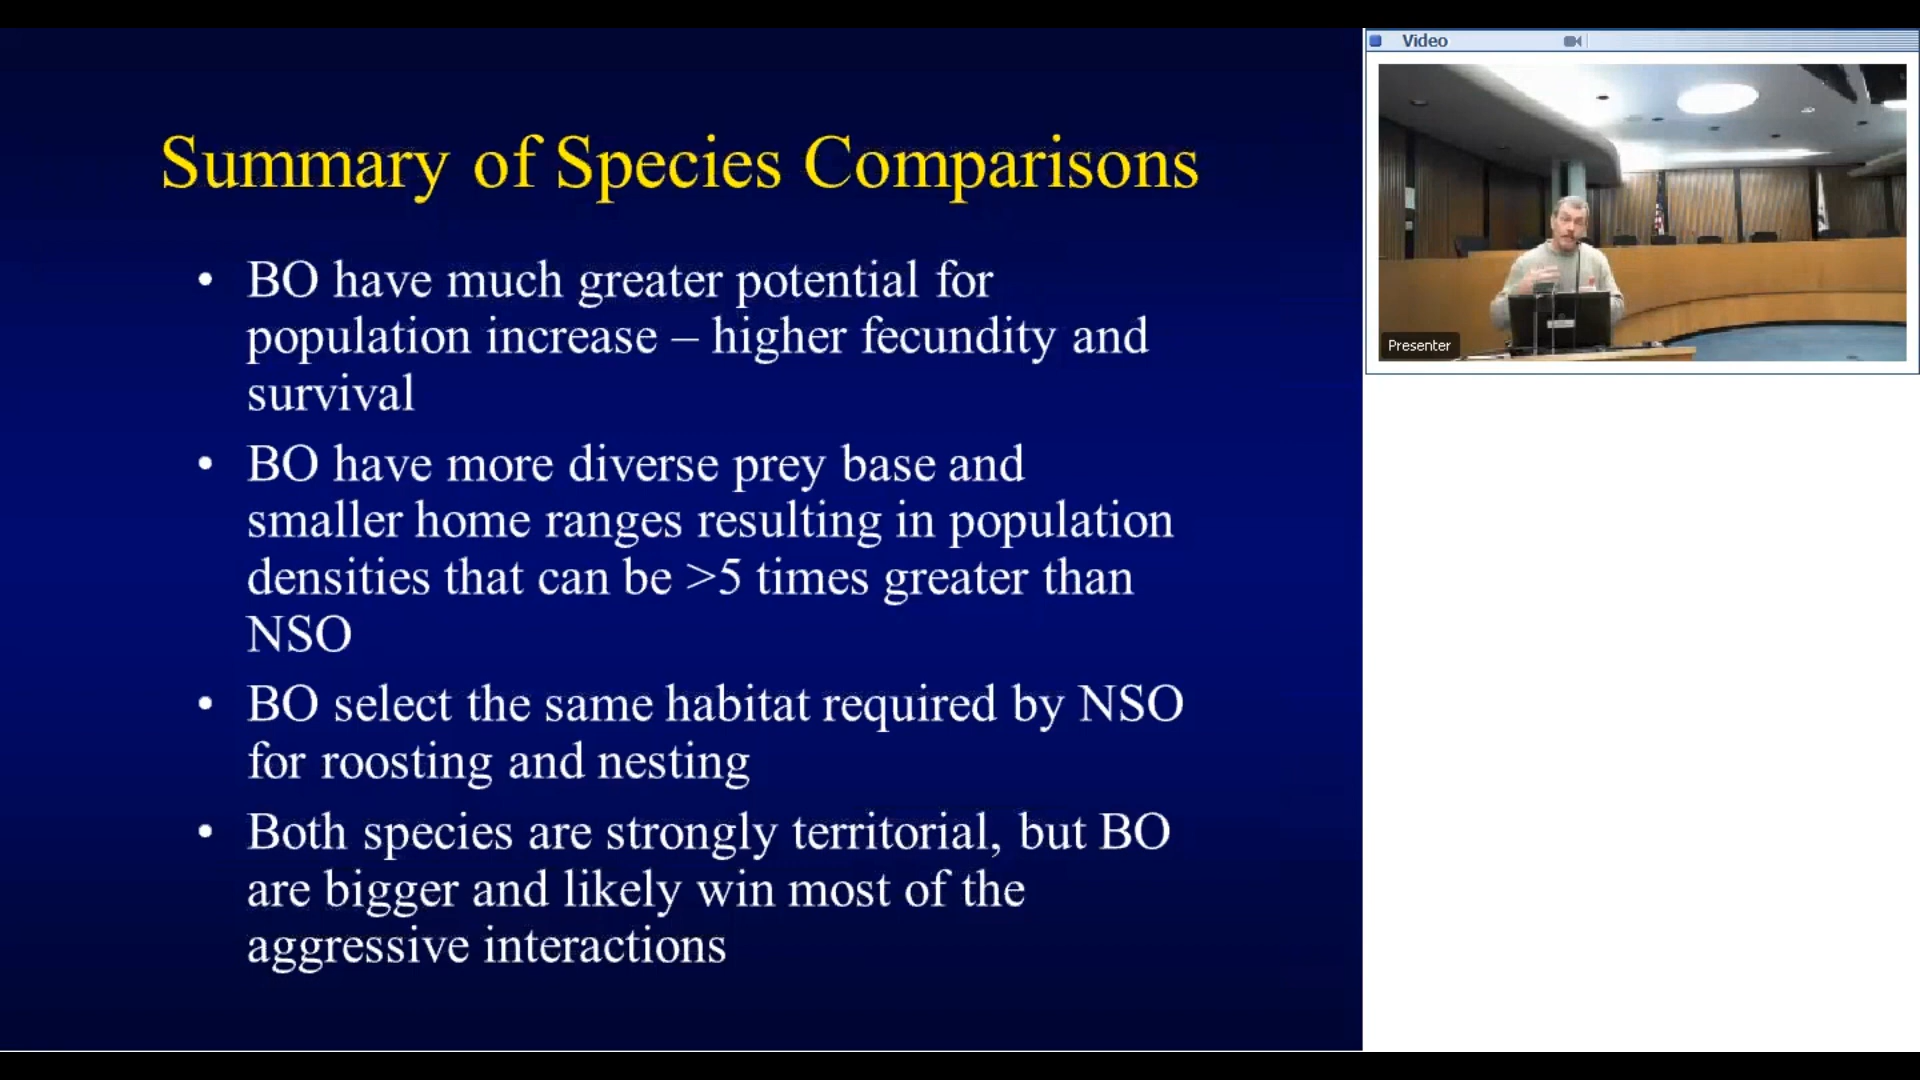 Summary of Species Comparisons
• BO have much greater potential for
population increase – higher fecundity and
survival
• BO have more diverse prey base and
smaller home ranges resulting in population
densities that can be >5 times greater than
NSO
• BO select the same habitat required by NSO
for roosting and nesting
• Both species are strongly territorial, but BO
are bigger and likely win most of the
aggressive interactions
Video
Presenter